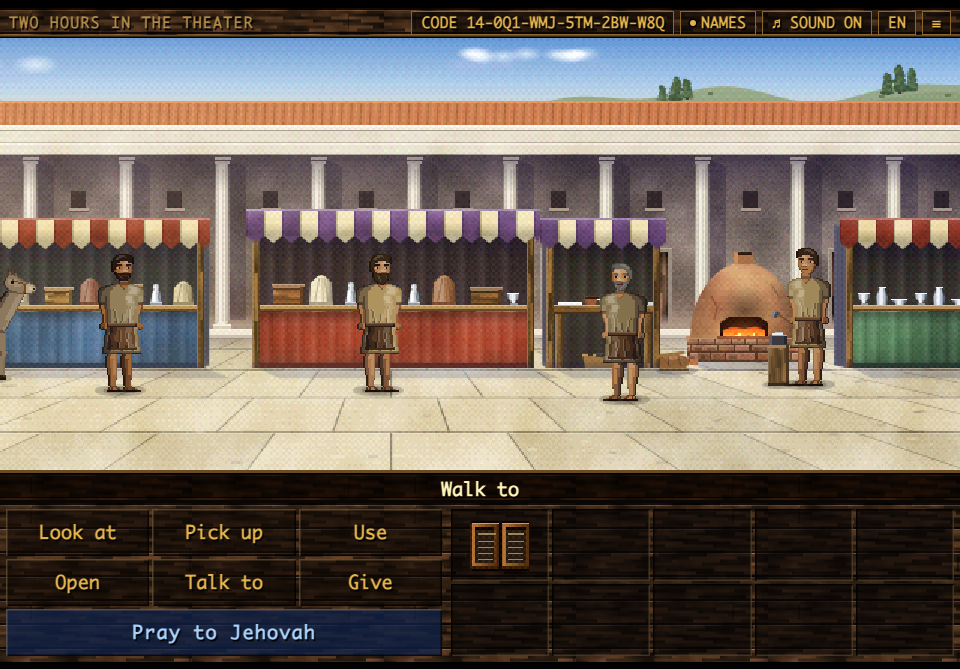 TWO HOURS IN THE THEATER
CODE 14-0Q1-WMJ-5TM-2BW-W8Q
● NAMES
♬ SOUND ON
EN
≡
Walk to
Look at
Pick up
Use
Open
Talk to
Give
Pray to Jehovah